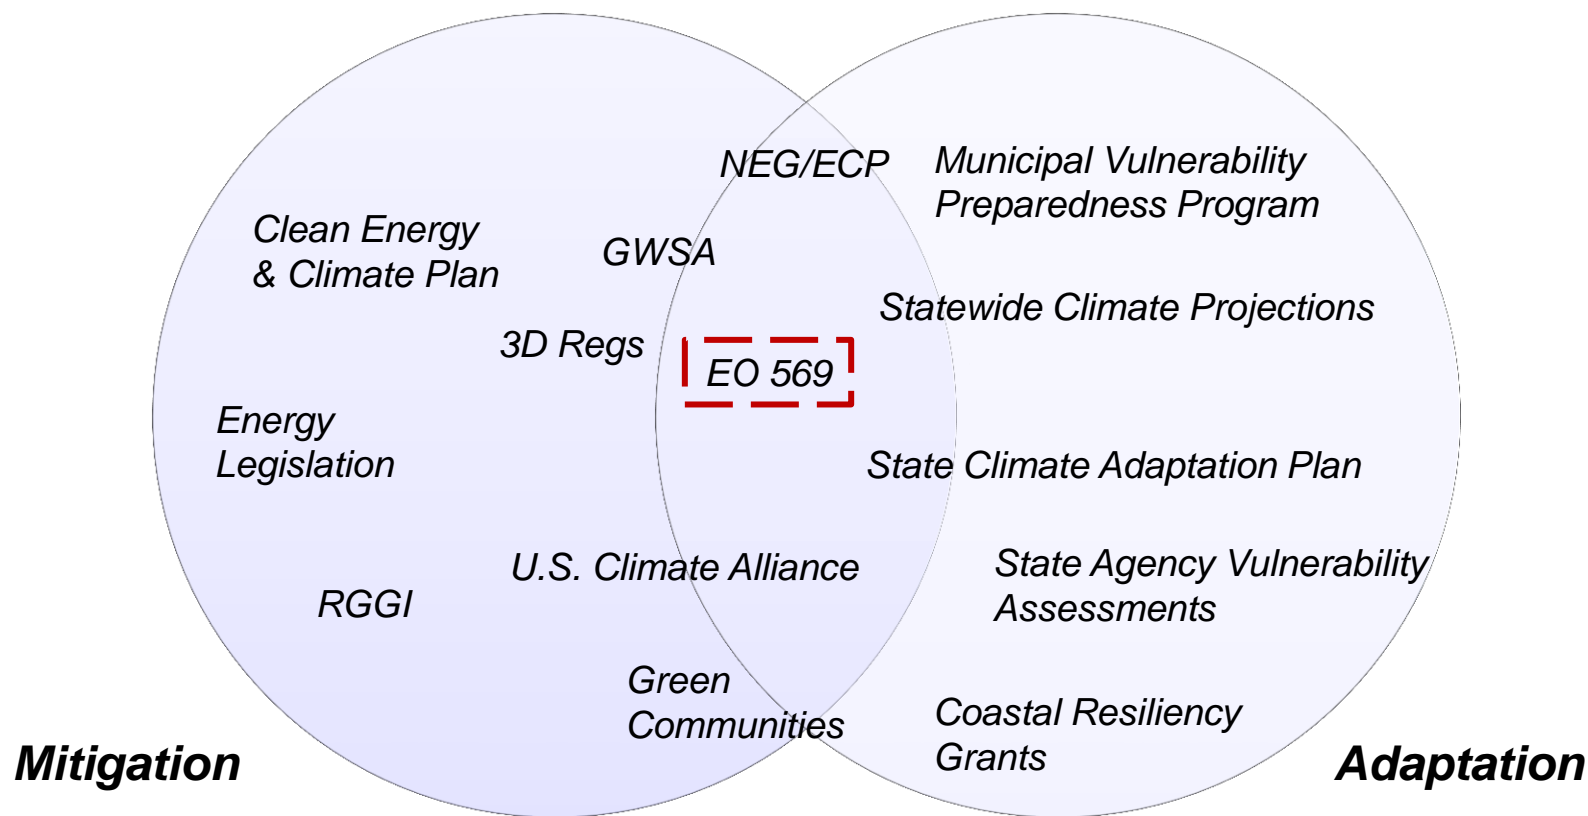 NEG/ECP
Municipal Vulnerability
Preparedness Program
Clean Energy
& Climate Plan
GWSA
Statewide Climate Projections
3D Regs
EO 569
Energy
Legislation
State Climate Adaptation Plan
U.S. Climate Alliance
State Agency Vulnerability
Assessments
RGGI
Green
Communities
Coastal Resiliency
Grants
Mitigation
Adaptation